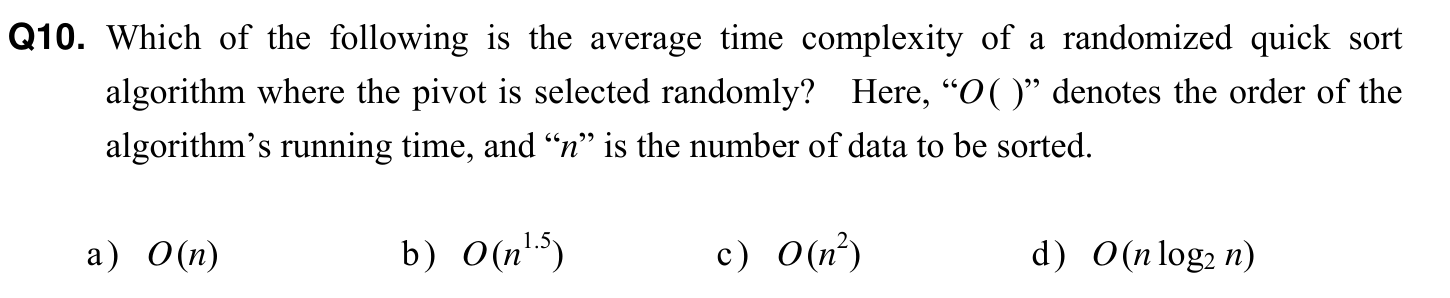 Q10. Which of the following is the average time complexity of a randomized quick sort
algorithm where the pivot is selected randomly? Here, “O( )” denotes the order of the
algorithm’s running time, and “n” is the number of data to be sorted.
a) O(n) b) O(n^1.5) c) O(n^2) d) O(n log₂ n)